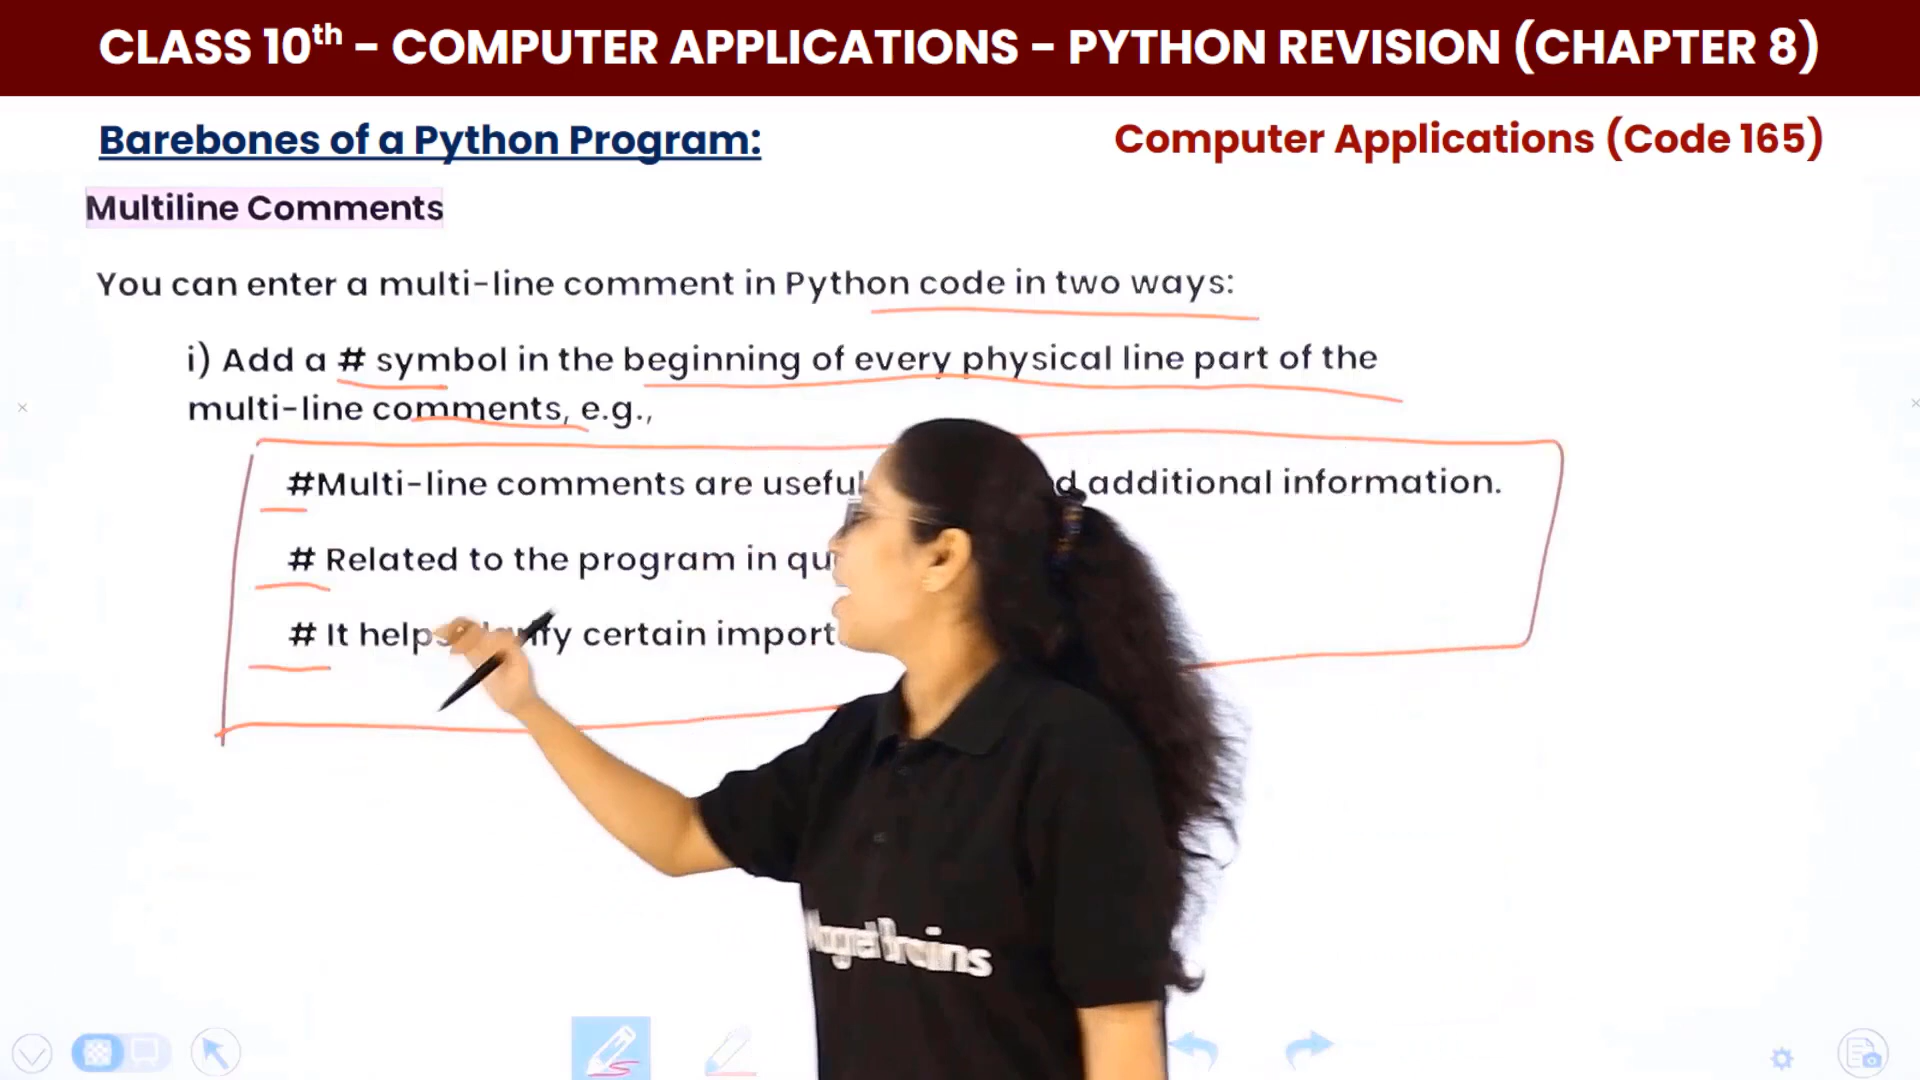 CLASS 10th – COMPUTER APPLICATIONS – PYTHON REVISION (CHAPTER 8)
Barebones of a Python Program:
Computer Applications (Code 165)
Multiline Comments
You can enter a multi-line comment in Python code in two ways:
i) Add a # symbol in the beginning of every physical line part of the
multi-line comments, e.g.,
#Multi-line comments are useful additional information.
# Related to the program in
# It certain
Magnet Brains